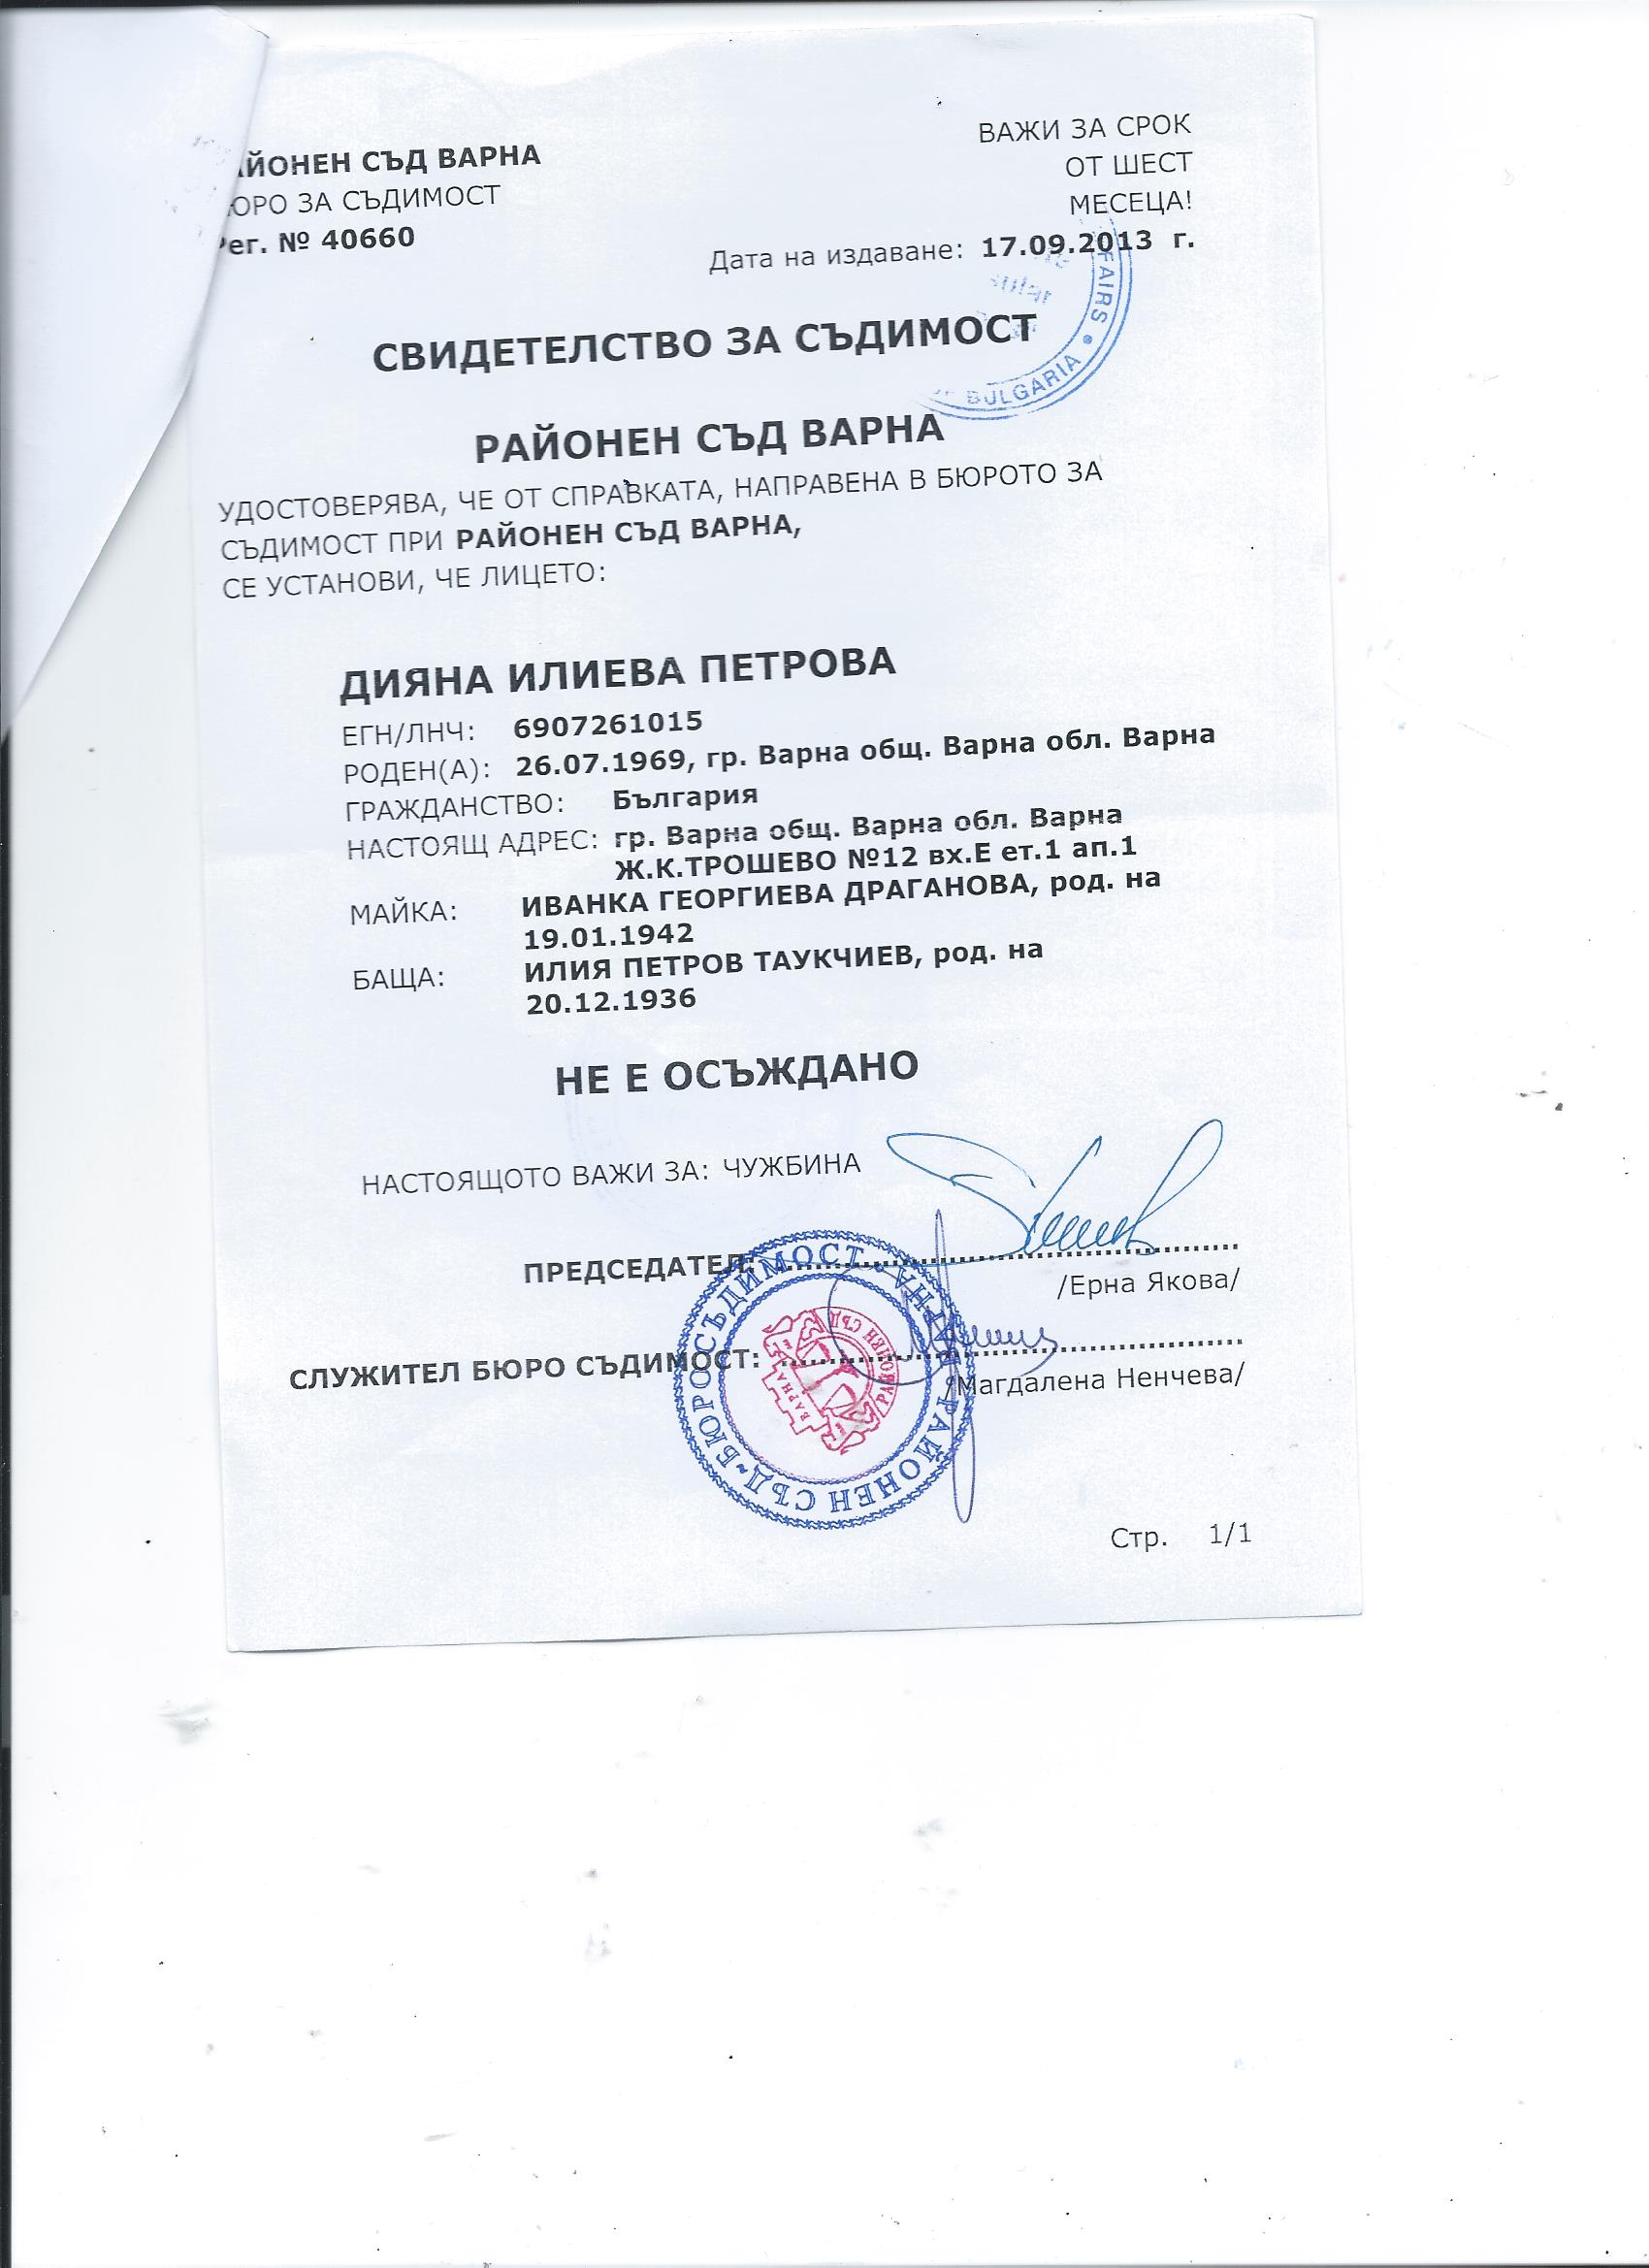 РАЙОНЕН СЪД ВАРНА
БЮРО ЗА СЪДИМОСТ
Рег. № 40660
ВАЖИ ЗА СРОК
ОТ ШЕСТ
МЕСЕЦА!
Дата на издаване: 17.09.2013 г.
FAIRS • OF BULGARIA
СВИДЕТЕЛСТВО ЗА СЪДИМОСТ
РАЙОНЕН СЪД ВАРНА
УДОСТОВЕРЯВА, ЧЕ ОТ СПРАВКАТА, НАПРАВЕНА В БЮРОТО ЗА
СЪДИМОСТ ПРИ РАЙОНЕН СЪД ВАРНА,
СЕ УСТАНОВИ, ЧЕ ЛИЦЕТО:
ДИЯНА ИЛИЕВА ПЕТРОВА
ЕГН/ЛНЧ: 6907261015
РОДЕН(А): 26.07.1969, гр. Варна общ. Варна обл. Варна
ГРАЖДАНСТВО: България
НАСТОЯЩ АДРЕС: гр. Варна общ. Варна обл. Варна
Ж.К.ТРОШЕВО №12 вх.Е ет.1 ап.1
МАЙКА: ИВАНКА ГЕОРГИЕВА ДРАГАНОВА, род. на
19.01.1942
БАЩА: ИЛИЯ ПЕТРОВ ТАУКЧИЕВ, род. на
20.12.1936
НЕ Е ОСЪЖДАНО
НАСТОЯЩОТО ВАЖИ ЗА: ЧУЖБИНА
ПРЕДСЕДАТЕЛ:
/Ерна Якова/
СЛУЖИТЕЛ БЮРО СЪДИМОСТ:
/Магдалена Ненчева/
РАЙОНЕН СЪД-БЮРО СЪДИМОСТ • ВАРНА
РАЙОНЕН СЪД
ВАРНА
Стр. 1/1